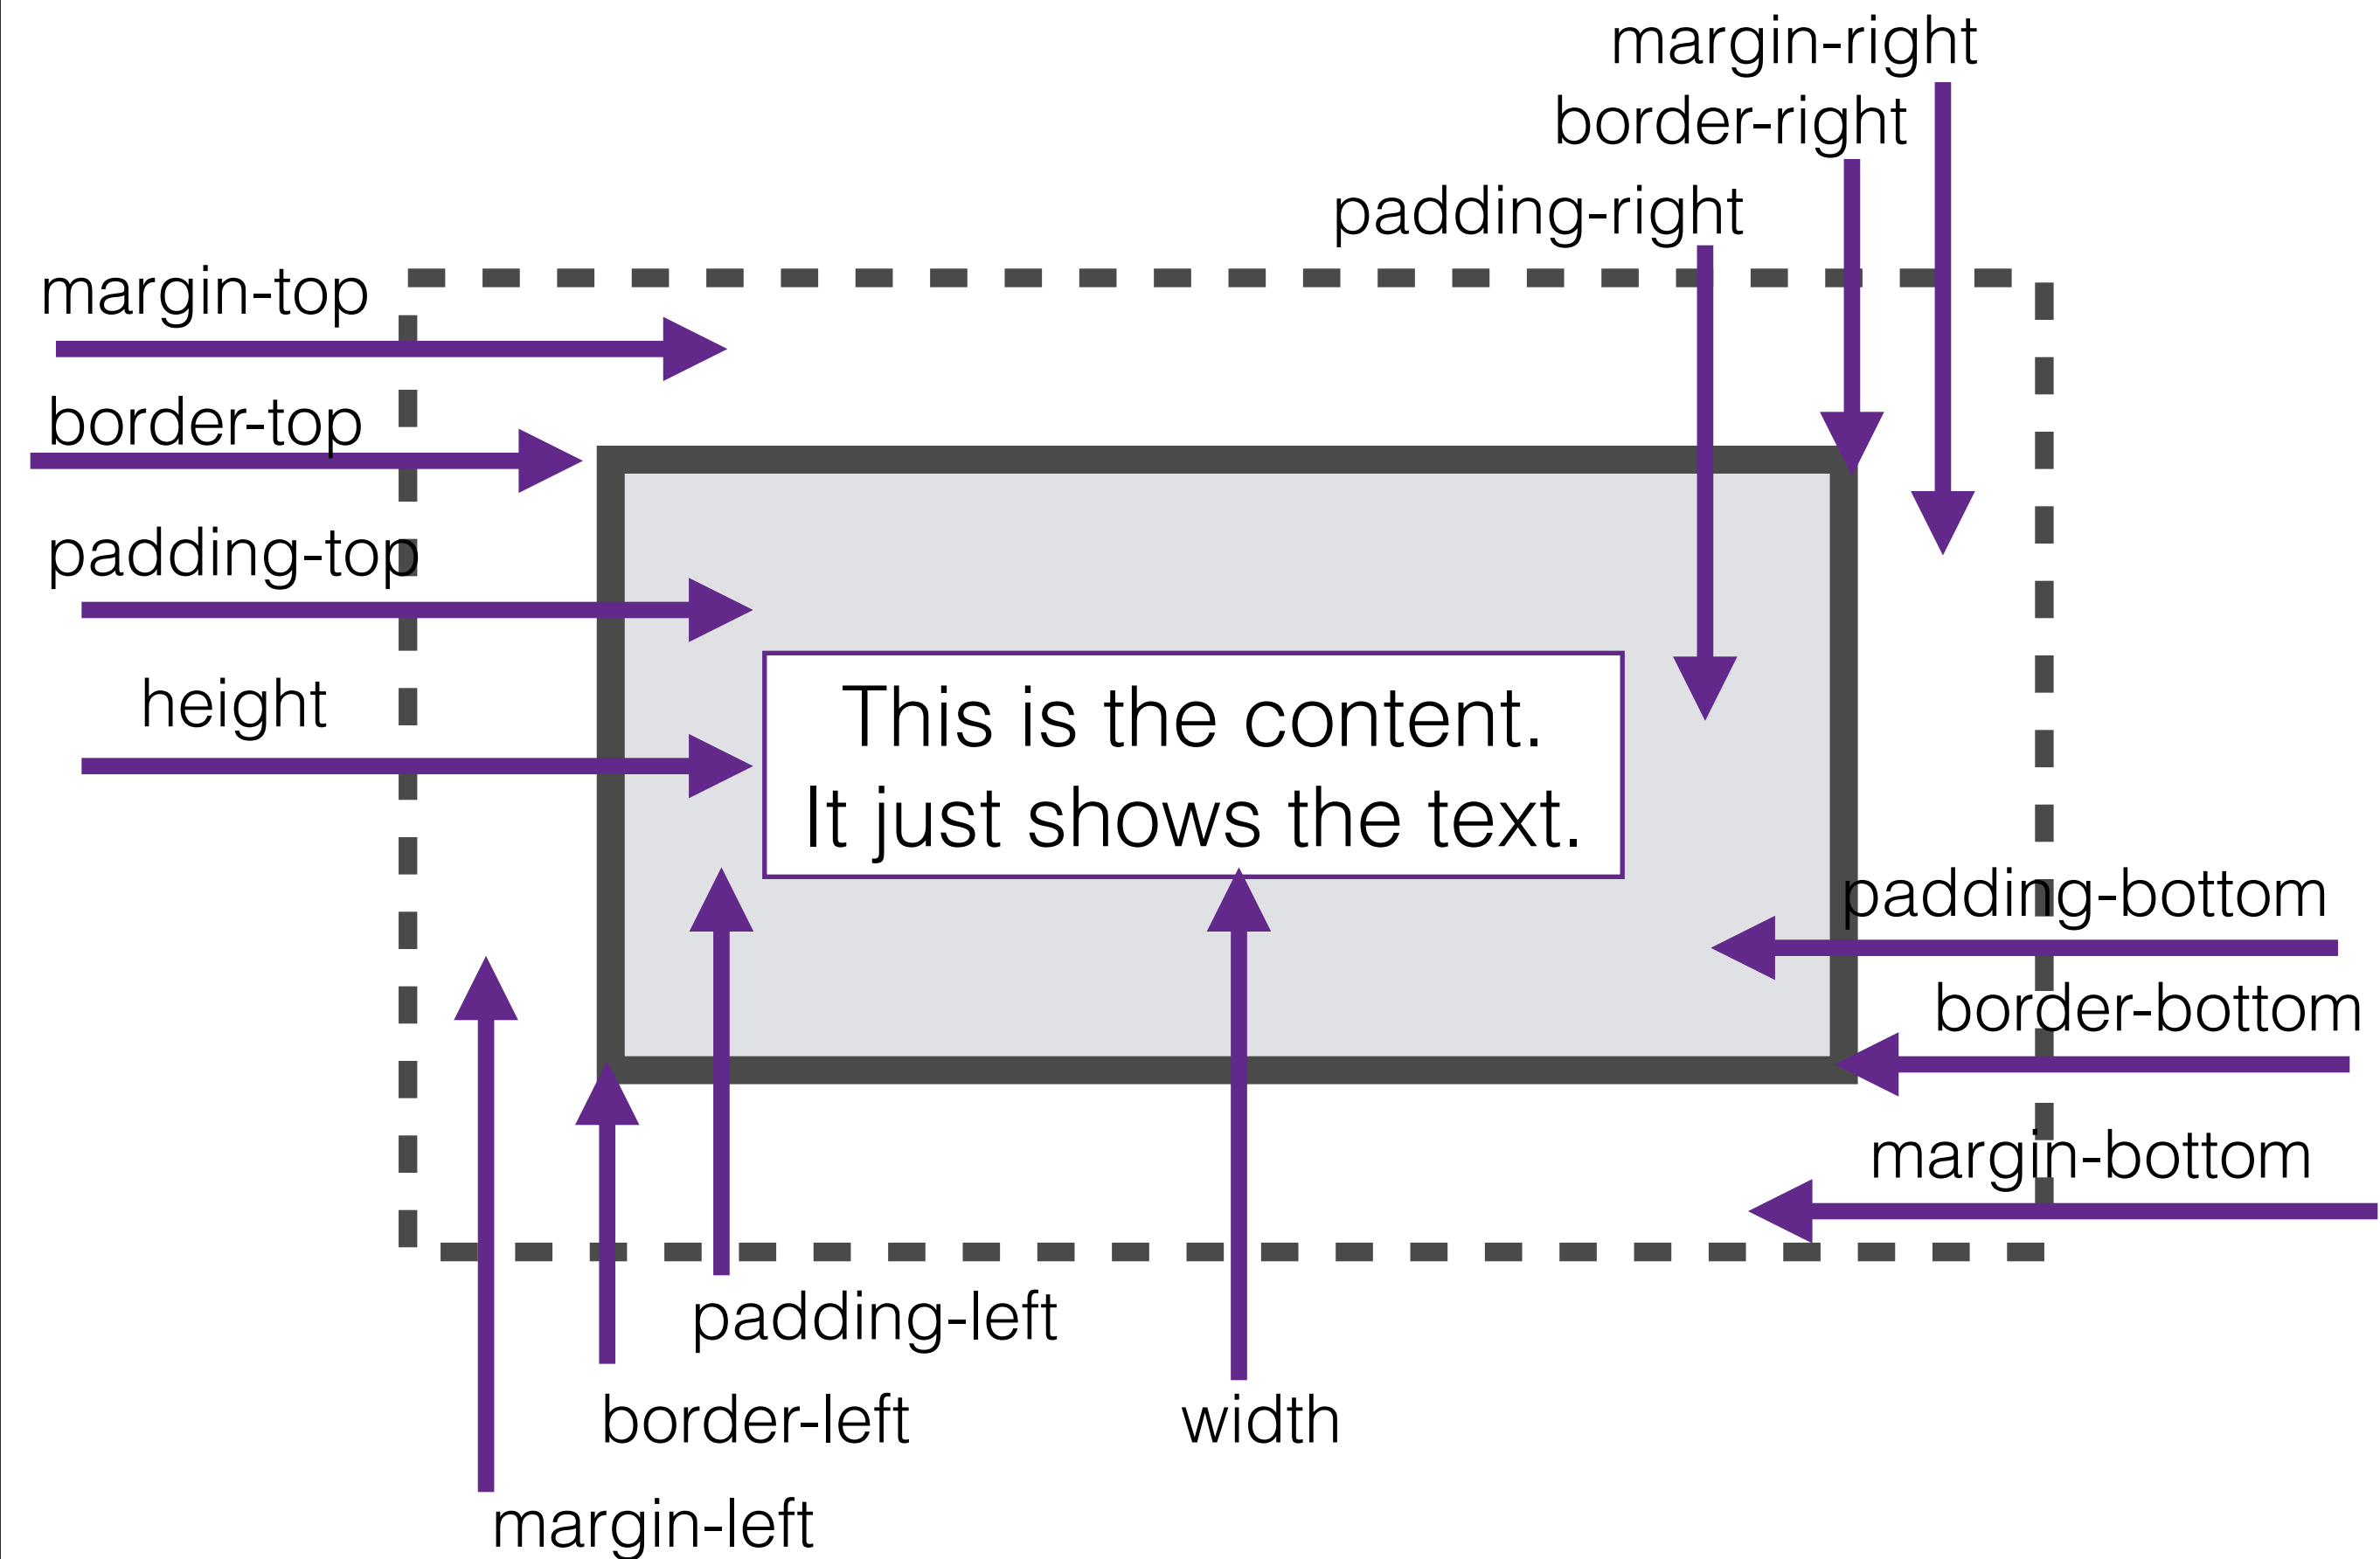 margin-right
border-right
padding-right
margin-top
border-top
padding-top
height
This is the content.
It just shows the text.
padding-bottom
border-bottom
margin-bottom
padding-left
border-left
width
margin-left